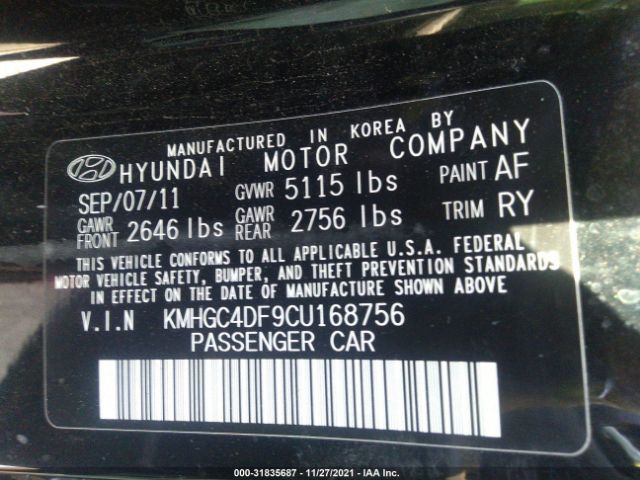 MANUFACTURED IN KOREA BY
HYUNDAI MOTOR COMPANY
SEP/07/11 GVWR 5115 lbs PAINT AF
GAWR FRONT 2646 lbs GAWR REAR 2756 lbs TRIM RY
THIS VEHICLE CONFORMS TO ALL APPLICABLE U.S.A. FEDERAL
MOTOR VEHICLE SAFETY, BUMPER, AND THEFT PREVENTION STANDARDS
IN EFFECT ON THE DATE OF MANUFACTURE SHOWN ABOVE
V.I.N KMHGC4DF9CU168756
PASSENGER CAR
000-31835687 - 11/27/2021 - IAA Inc.